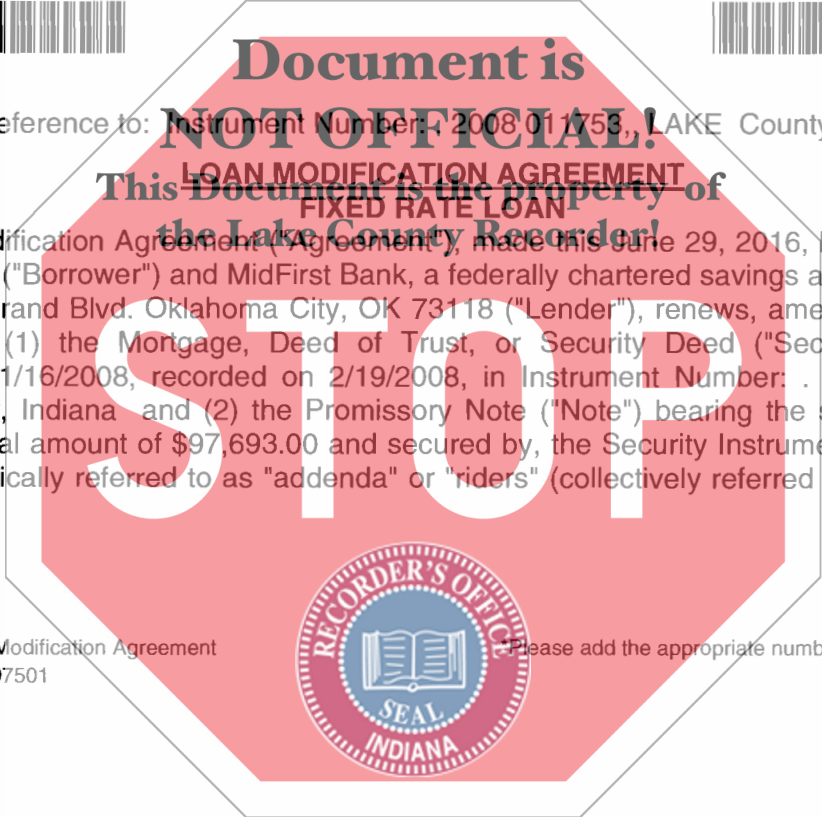 Document is
NOT OFFICIAL!
eference to: Instrument Number: . 2008 011753,, LAKE County
LOAN MODIFICATION AGREEMENT
This Document is the property of
FIXED RATE LOAN
the Lake County Recorder!
dification Agreement ("Agreement"), made this June 29, 2016,
("Borrower") and MidFirst Bank, a federally chartered savings a
rand Blvd. Oklahoma City, OK 73118 ("Lender"), renews, ame
(1) the Mortgage, Deed of Trust, or Security Deed ("Sec
1/16/2008, recorded on 2/19/2008, in Instrument Number: .
, Indiana and (2) the Promissory Note ("Note") bearing the s
al amount of $97,693.00 and secured by, the Security Instrume
ically referred to as "addenda" or "riders" (collectively referred
STOP
RECORDER'S OFFICE
SEAL
INDIANA
Modification Agreement
*Please add the appropriate numb
7501